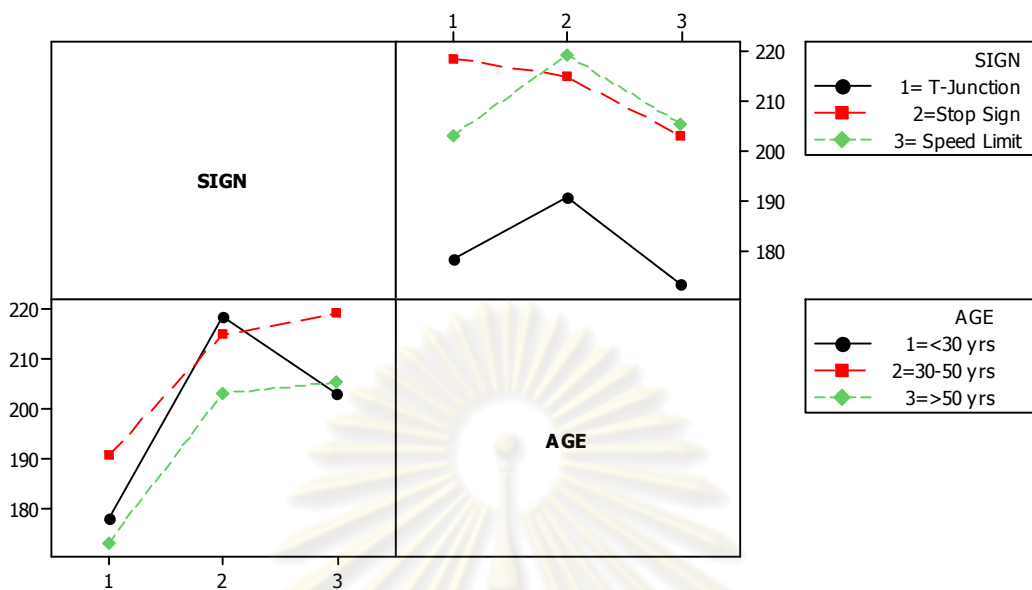 1 2 3
220
210
200
190
180
SIGN
1= T-Junction
2=Stop Sign
3= Speed Limit
SIGN
220
210
200
190
180
AGE
1=<30 yrs
2=30-50 yrs
3=>50 yrs
AGE
1 2 3